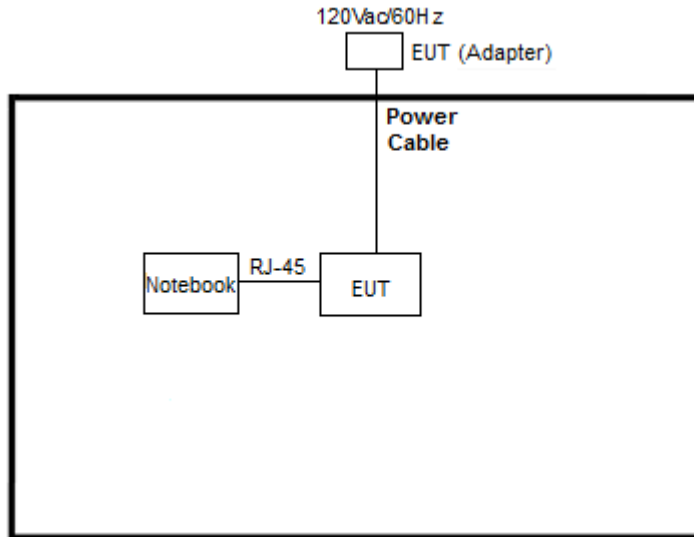 120Vac/60Hz
EUT (Adapter)
Power
Cable
Notebook
RJ-45
EUT